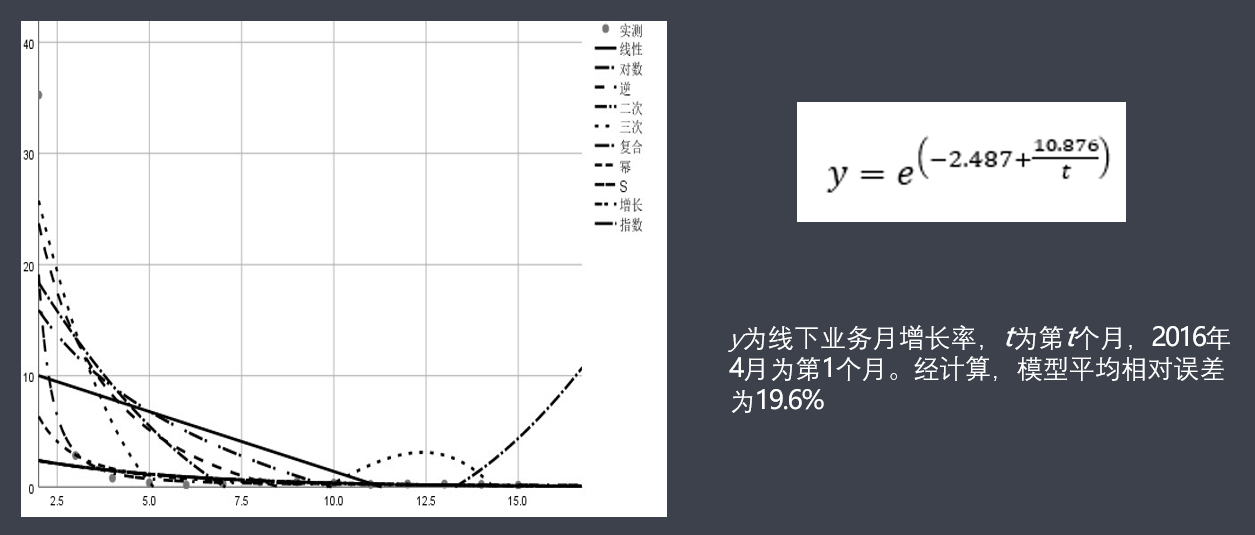 40
30
20
10
0
2.5 5.0 7.5 10.0 12.5 15.0
实测
线性
对数
逆
二次
三次
复合
幂
S
增长
指数
y = e^(−2.487+10.876/t)
y为线下业务月增长率，t为第t个月，2016年
4月为第1个月。经计算，模型平均相对误差
为19.6%